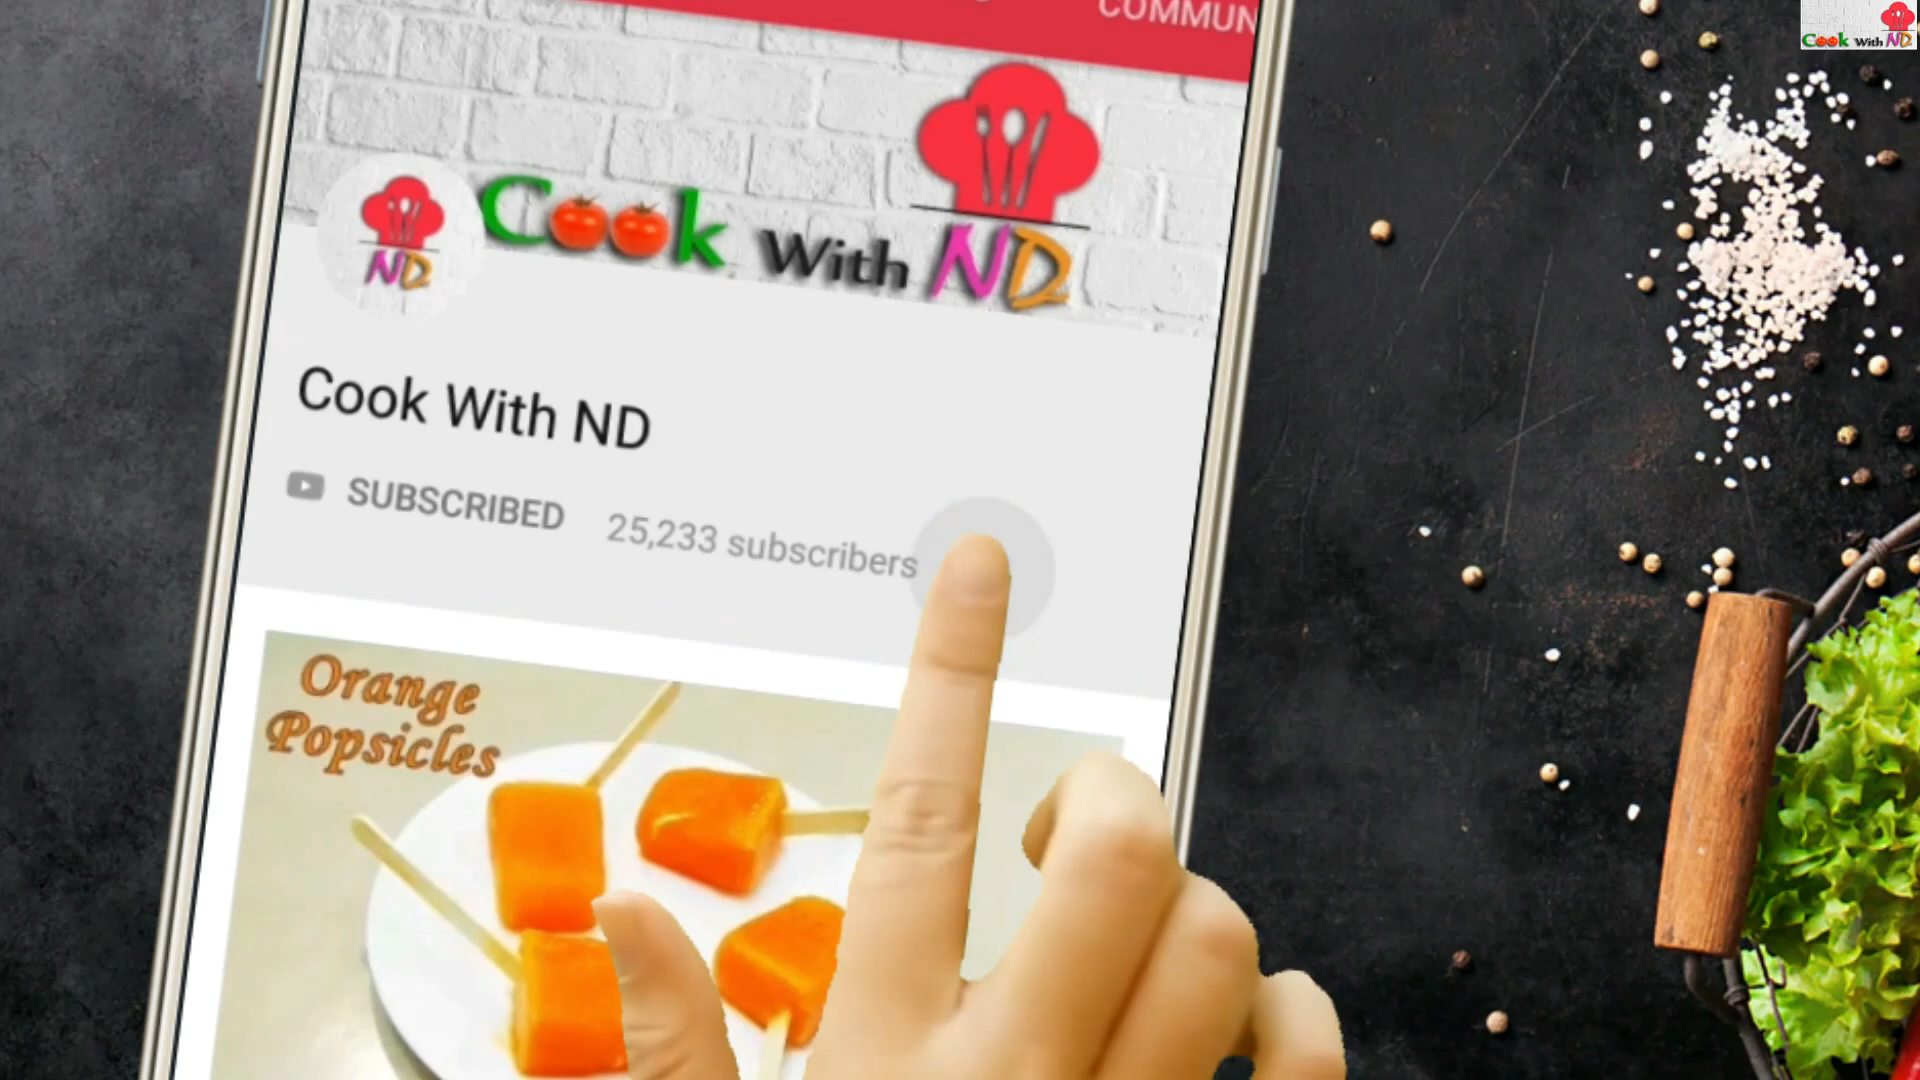 COMMUN
Cook With ND
ND
Cook With ND
SUBSCRIBED 25,233 subscribers
Orange
Popsicles
Cook With ND